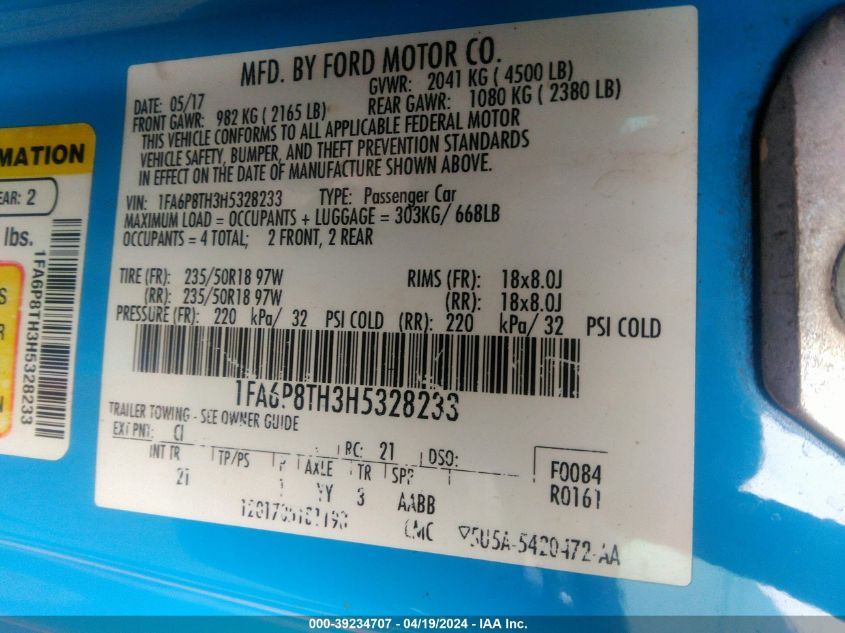 MFD. BY FORD MOTOR CO.
DATE: 05/17 GVWR: 2041 KG ( 4500 LB)
FRONT GAWR: 982 KG ( 2165 LB) REAR GAWR: 1080 KG ( 2380 LB)
THIS VEHICLE CONFORMS TO ALL APPLICABLE FEDERAL MOTOR
VEHICLE SAFETY, BUMPER, AND THEFT PREVENTION STANDARDS
IN EFFECT ON THE DATE OF MANUFACTURE SHOWN ABOVE.
VIN: 1FA6P8TH3H5328233 TYPE: Passenger Car
MAXIMUM LOAD = OCCUPANTS + LUGGAGE = 303KG/ 668LB
OCCUPANTS = 4 TOTAL; 2 FRONT, 2 REAR
TIRE (FR): 235/50R18 97W RIMS (FR): 18x8.0J
(RR): 235/50R18 97W (RR): 18x8.0J
PRESSURE (FR): 220 kPa/ 32 PSI COLD (RR): 220 kPa/ 32 PSI COLD
1FA6P8TH3H5328233
TRAILER TOWING - SEE OWNER GUIDE
EXT PNT: CI RC: 21 DSO:
INT TR TP/PS AXLE TR SPR F0084
YY 3 AABB R0161
5U5A-5420472-AA
MATION
EAR: 2
lbs.
1FA6P8TH3H5328233
S
R
N
000-39234707 - 04/19/2024 - IAA Inc.